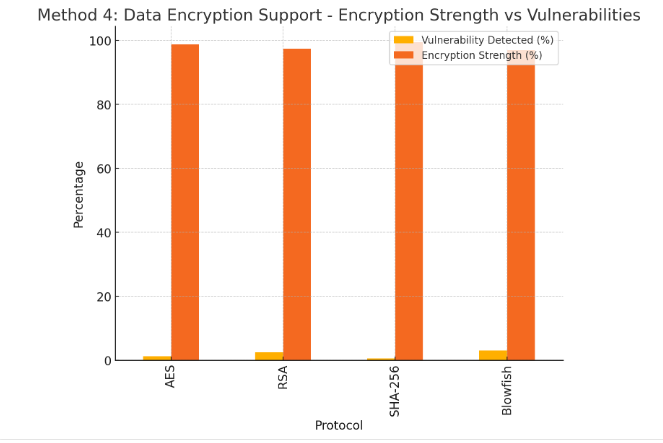 Method 4: Data Encryption Support - Encryption Strength vs Vulnerabilities
Vulnerability Detected (%)
Encryption Strength (%)
Percentage
100
80
60
40
20
0
AES
RSA
SHA-256
Blowfish
Protocol